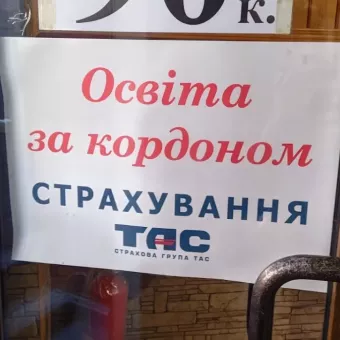 к.
Освіта
за кордоном
СТРАХУВАННЯ
ТАС
СТРАХОВА ГРУПА ТАС